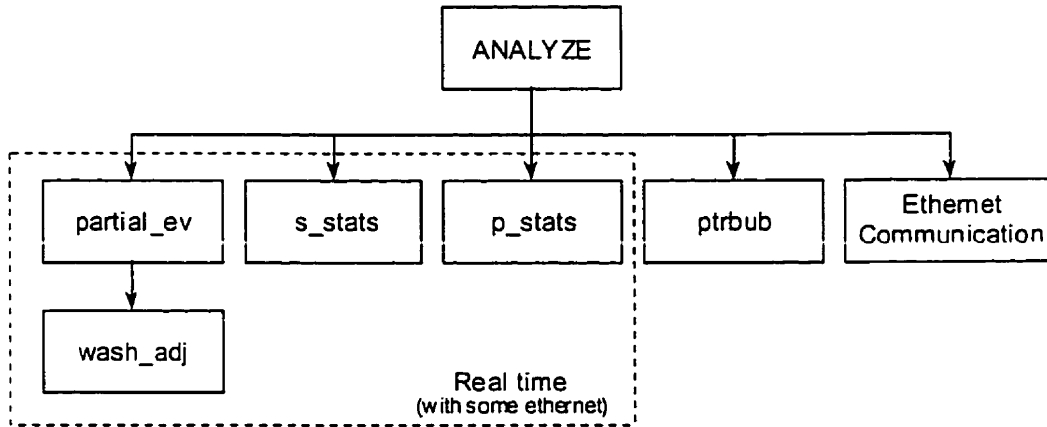 ANALYZE
partial_ev
s_stats
p_stats
ptrbub
Ethernet
Communication
wash_adj
Real time
(with some ethernet)